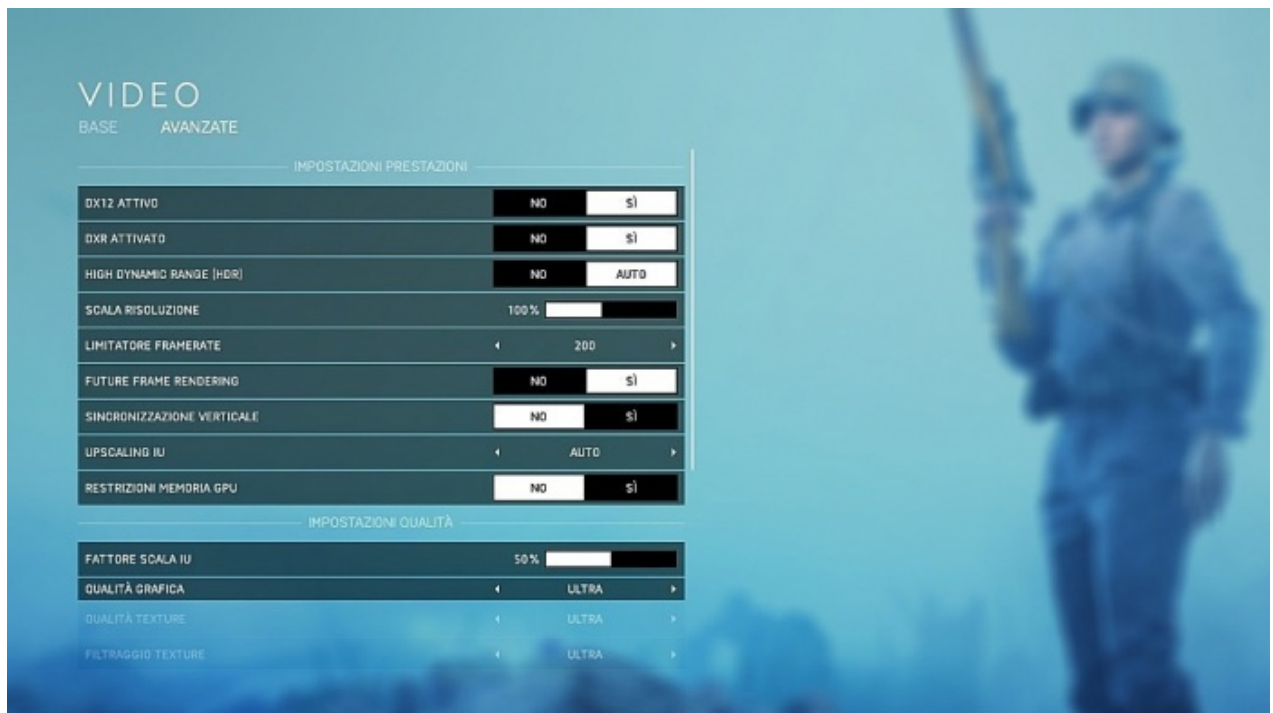 VIDEO
BASE AVANZATE
IMPOSTAZIONI PRESTAZIONI
DX12 ATTIVO NO SÌ
DXR ATTIVATO NO SÌ
HIGH DYNAMIC RANGE (HDR) NO AUTO
SCALA RISOLUZIONE 100%
LIMITATORE FRAMERATE 200
FUTURE FRAME RENDERING NO SÌ
SINCRONIZZAZIONE VERTICALE NO SÌ
UPSCALING IU AUTO
RESTRIZIONI MEMORIA GPU NO SÌ
IMPOSTAZIONI QUALITÀ
FATTORE SCALA IU 50%
QUALITÀ GRAFICA ULTRA
QUALITÀ TEXTURE ULTRA
FILTRAGGIO TEXTURE ULTRA